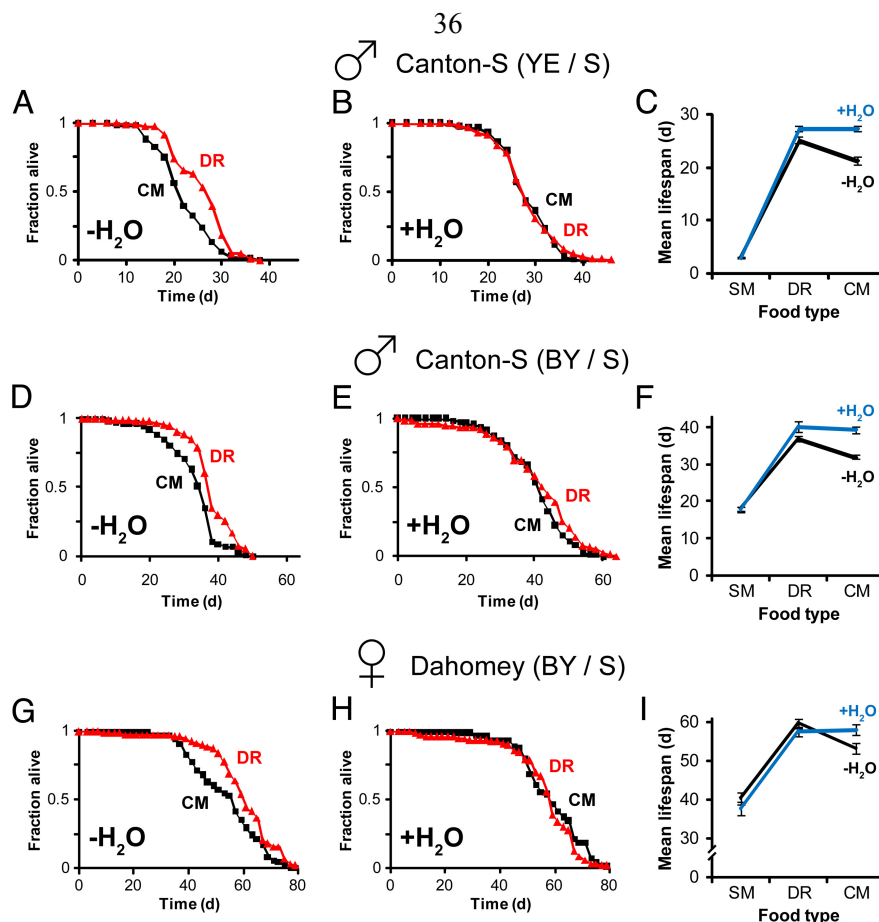 36
♂ Canton-S (YE / S)
A
1
0.5
0
Fraction alive
DR
CM
-H₂O
0 10 20 30 40
Time (d)
B
1
0.5
0
Fraction alive
CM
DR
+H₂O
0 10 20 30 40
Time (d)
C
30
20
10
0
Mean lifespan (d)
+H₂O
-H₂O
SM DR CM
Food type
♂ Canton-S (BY / S)
D
1
0.5
0
Fraction alive
DR
CM
-H₂O
0 20 40 60
Time (d)
E
1
0.5
0
Fraction alive
DR
CM
+H₂O
0 20 40 60
Time (d)
F
40
30
20
10
0
Mean lifespan (d)
+H₂O
-H₂O
SM DR CM
Food type
♀ Dahomey (BY / S)
G
1
0.5
0
Fraction alive
DR
CM
-H₂O
0 20 40 60 80
Time (d)
H
1
0.5
0
Fraction alive
DR
CM
+H₂O
0 20 40 60 80
Time (d)
I
60
50
40
30
0
Mean lifespan (d)
+H₂O
-H₂O
SM DR CM
Food type